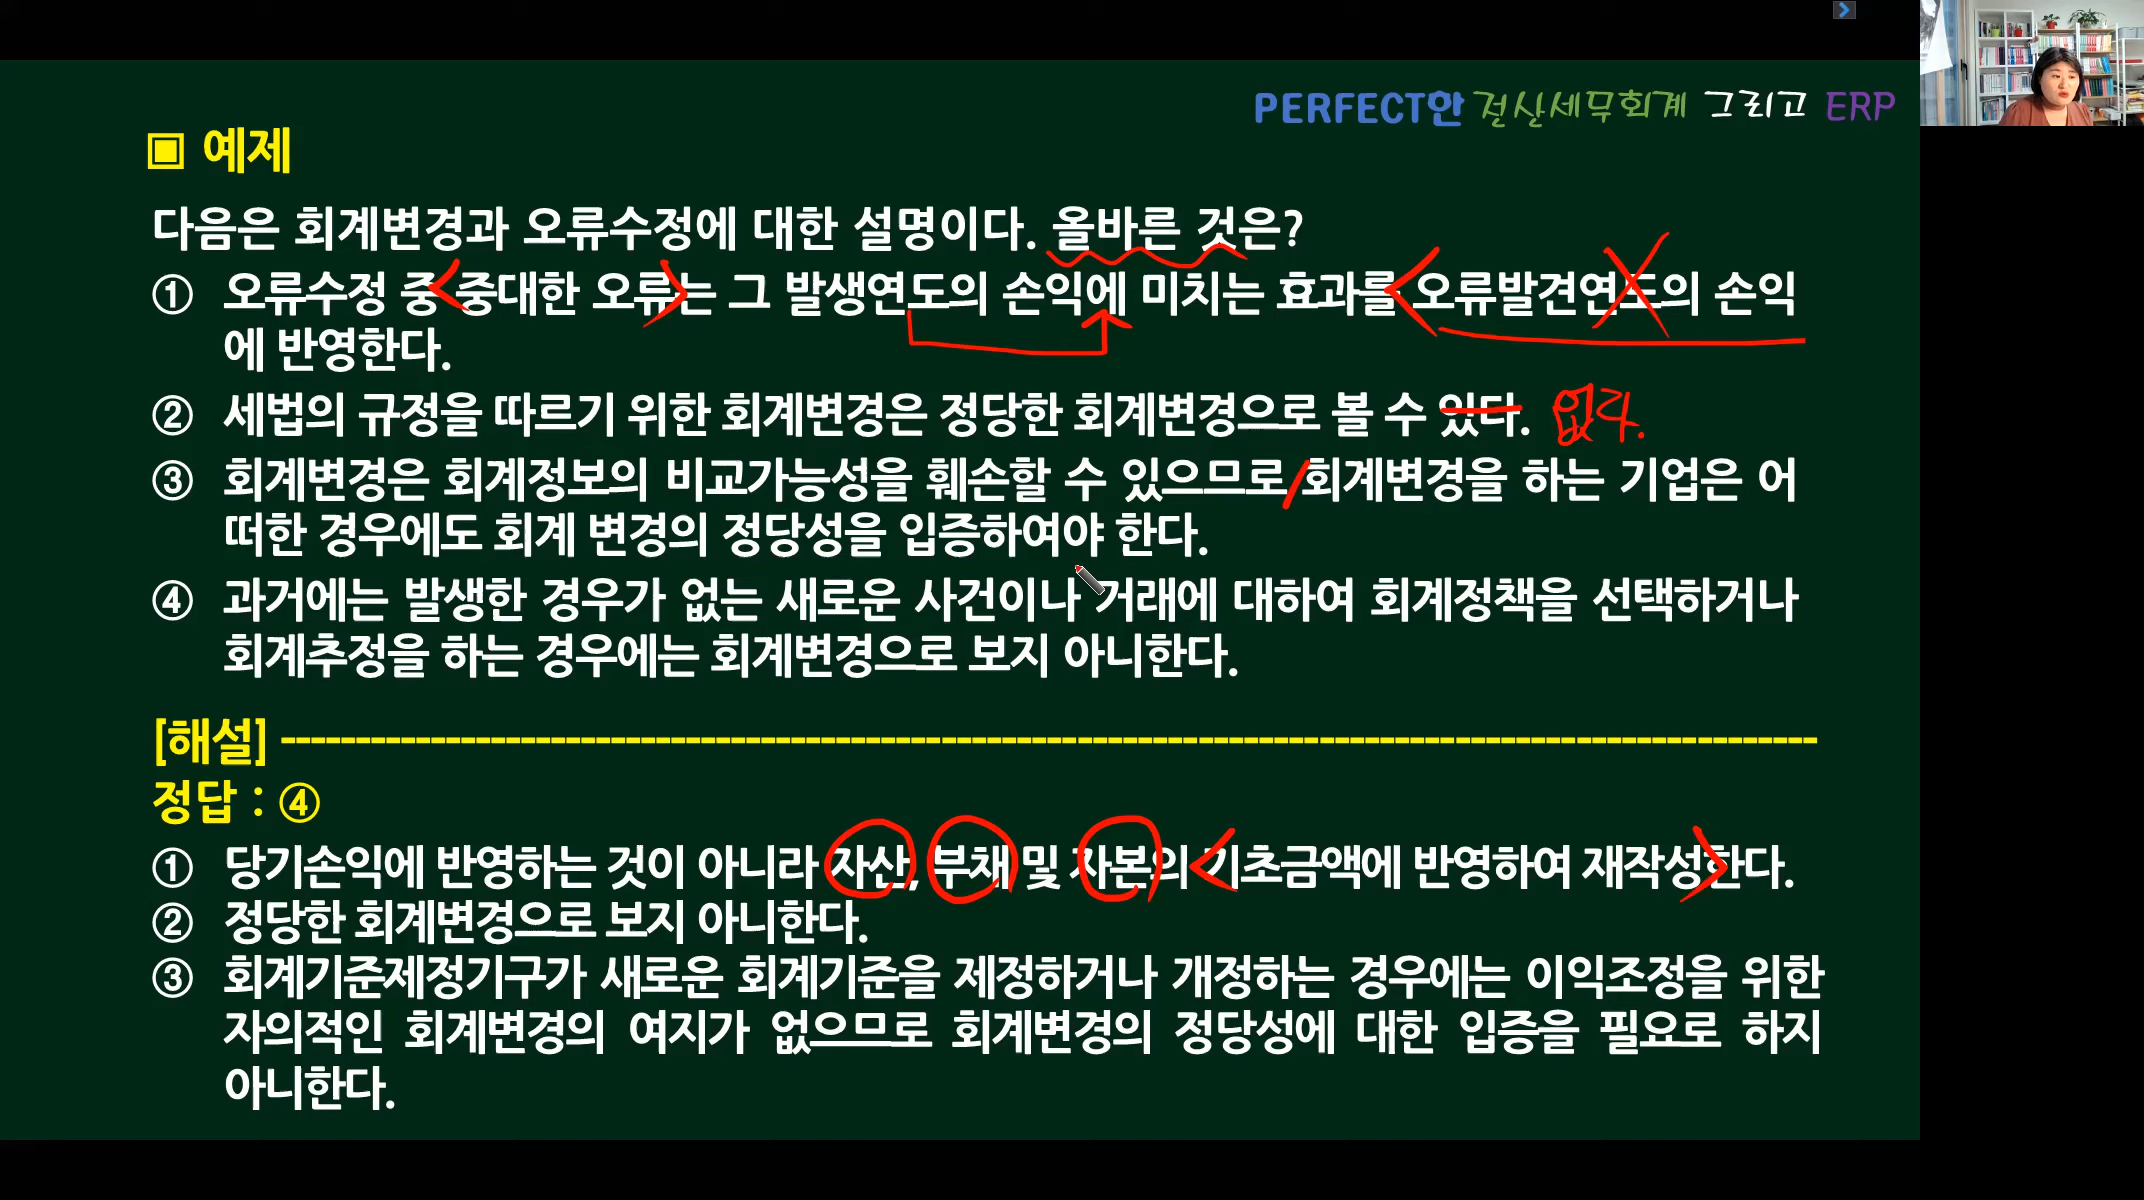 PERFECT한 전산세무회계 그리고 ERP
▣ 예제
다음은 회계변경과 오류수정에 대한 설명이다. 올바른 것은?
① 오류수정 중 중대한 오류는 그 발생연도의 손익에 미치는 효과를 오류발견연도의 손익
에 반영한다.
② 세법의 규정을 따르기 위한 회계변경은 정당한 회계변경으로 볼 수 있다. 없다.
③ 회계변경은 회계정보의 비교가능성을 훼손할 수 있으므로 회계변경을 하는 기업은 어
떠한 경우에도 회계 변경의 정당성을 입증하여야 한다.
④ 과거에는 발생한 경우가 없는 새로운 사건이나 거래에 대하여 회계정책을 선택하거나
회계추정을 하는 경우에는 회계변경으로 보지 아니한다.
[해설] ----------------------------------------------------------------------
정답 : ④
① 당기손익에 반영하는 것이 아니라 자산, 부채 및 자본의 기초금액에 반영하여 재작성한다.
② 정당한 회계변경으로 보지 아니한다.
③ 회계기준제정기구가 새로운 회계기준을 제정하거나 개정하는 경우에는 이익조정을 위한
자의적인 회계변경의 여지가 없으므로 회계변경의 정당성에 대한 입증을 필요로 하지
아니한다.